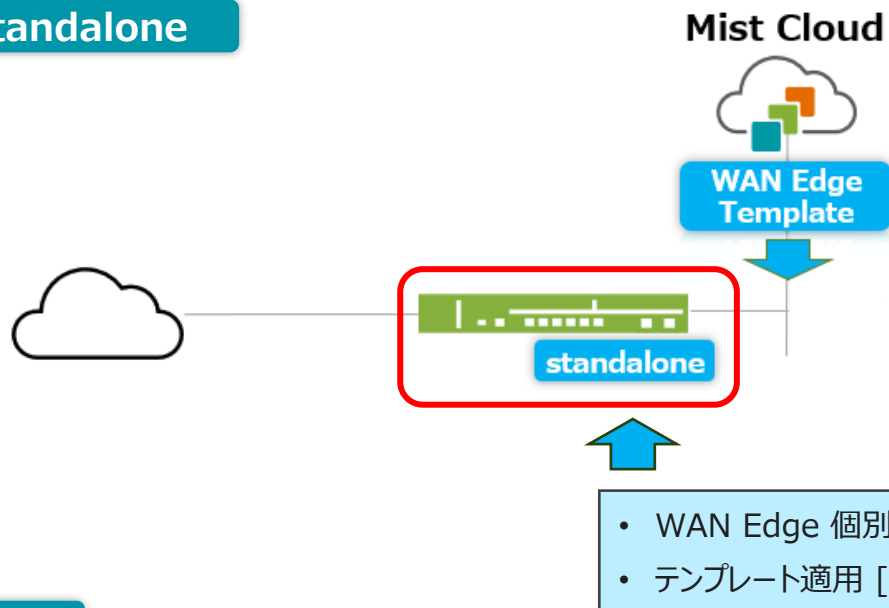 tandalone
Mist Cloud
WAN Edge
Template
standalone
• WAN Edge 個別
• テンプレート適用 [